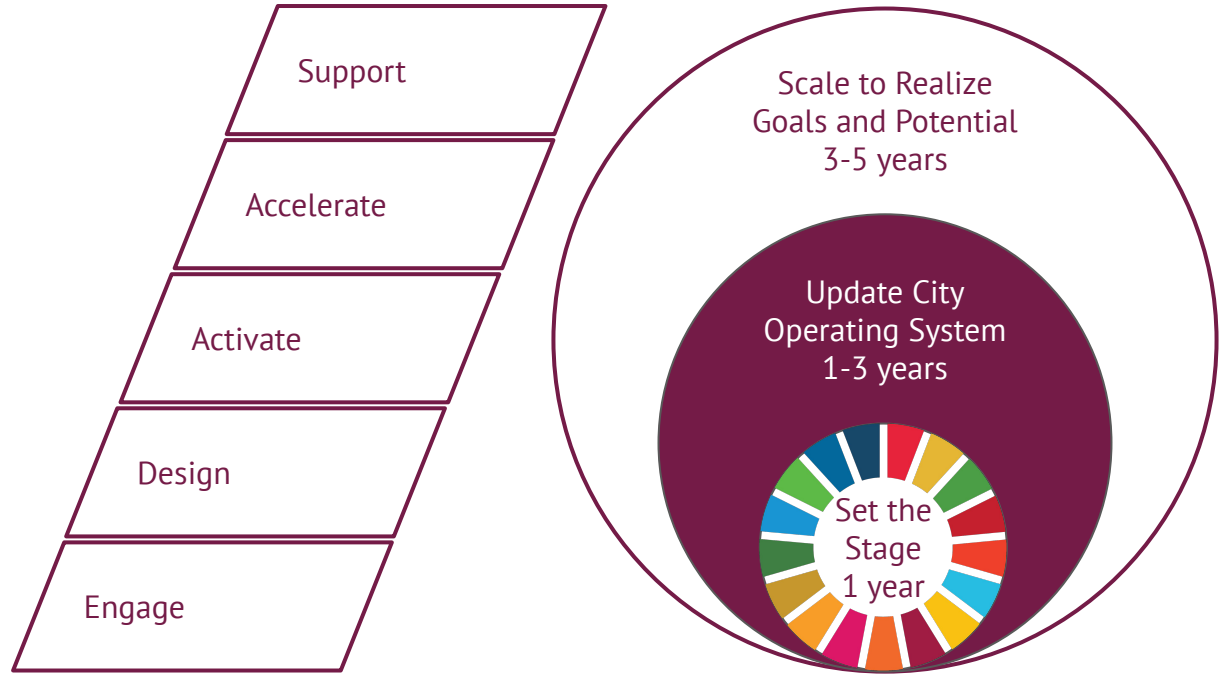 Support
Accelerate
Activate
Design
Engage
Scale to Realize
Goals and Potential
3-5 years
Update City
Operating System
1-3 years
Set the
Stage
1 year